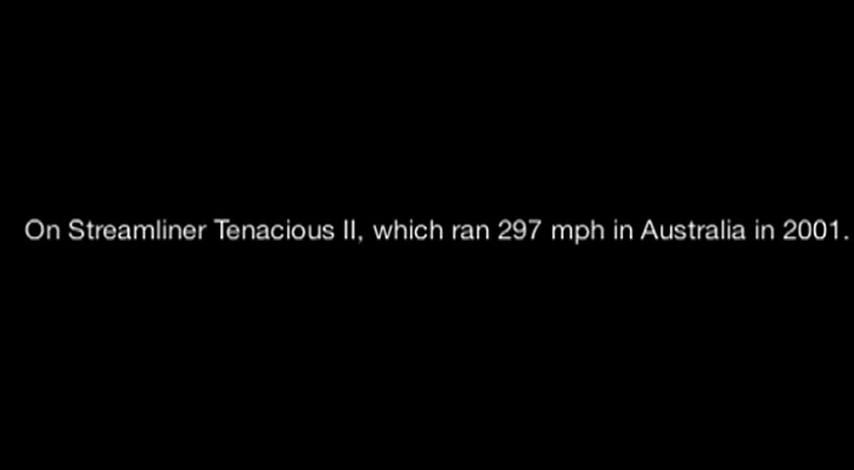 On Streamliner Tenacious II, which ran 297 mph in Australia in 2001.